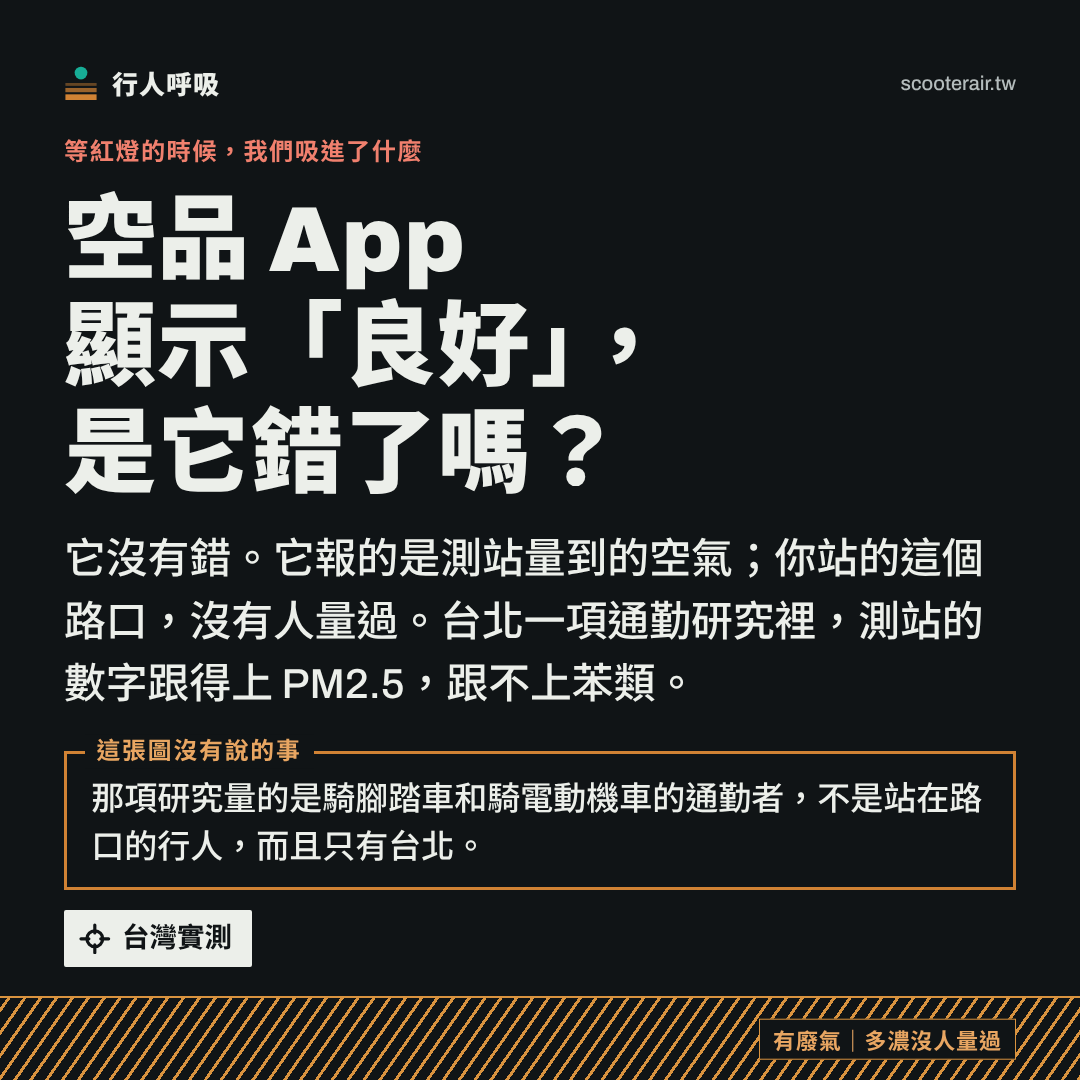 行人呼吸
scooterair.tw
等紅燈的時候，我們吸進了什麼
空品 App
顯示「良好」，
是它錯了嗎？
它沒有錯。它報的是測站量到的空氣；你站的這個
路口，沒有人量過。台北一項通勤研究裡，測站的
數字跟得上 PM2.5，跟不上苯類。
這張圖沒有說的事
那項研究量的是騎腳踏車和騎電動機車的通勤者，不是站在路
口的行人，而且只有台北。
台灣實測
有廢氣｜多濃沒人量過